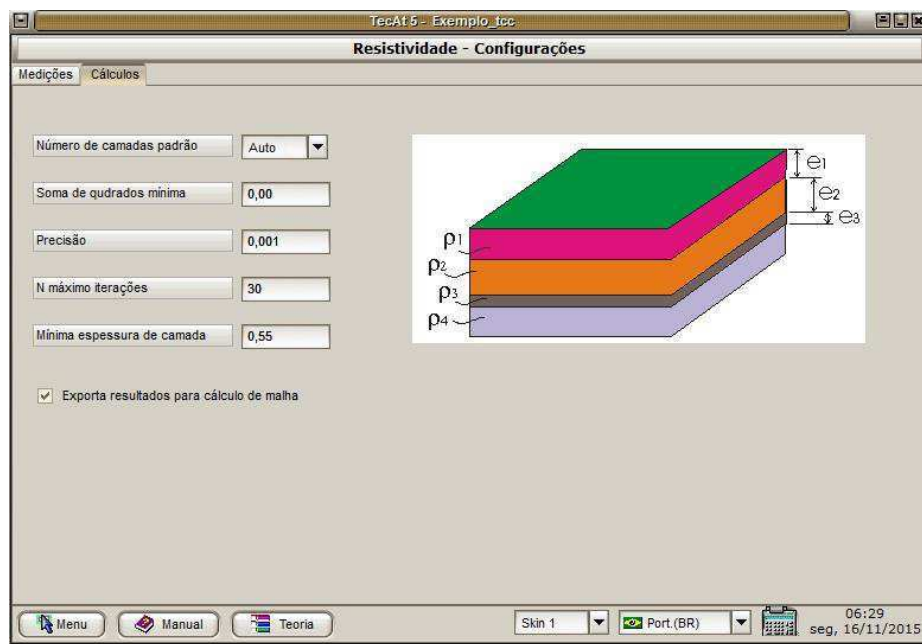 TecAt 5 - Exemplo_tcc
Resistividade - Configurações
Medições Cálculos
Número de camadas padrão Auto
Soma de qudrados mínima 0,00
Precisão 0,001
N máximo iterações 30
Mínima espessura de camada 0,55
Exporta resultados para cálculo de malha
e1
e2
e3
ρ1
ρ2
ρ3
ρ4
Menu Manual Teoria Skin 1 Port.(BR) 06:29
seg, 16/11/2015